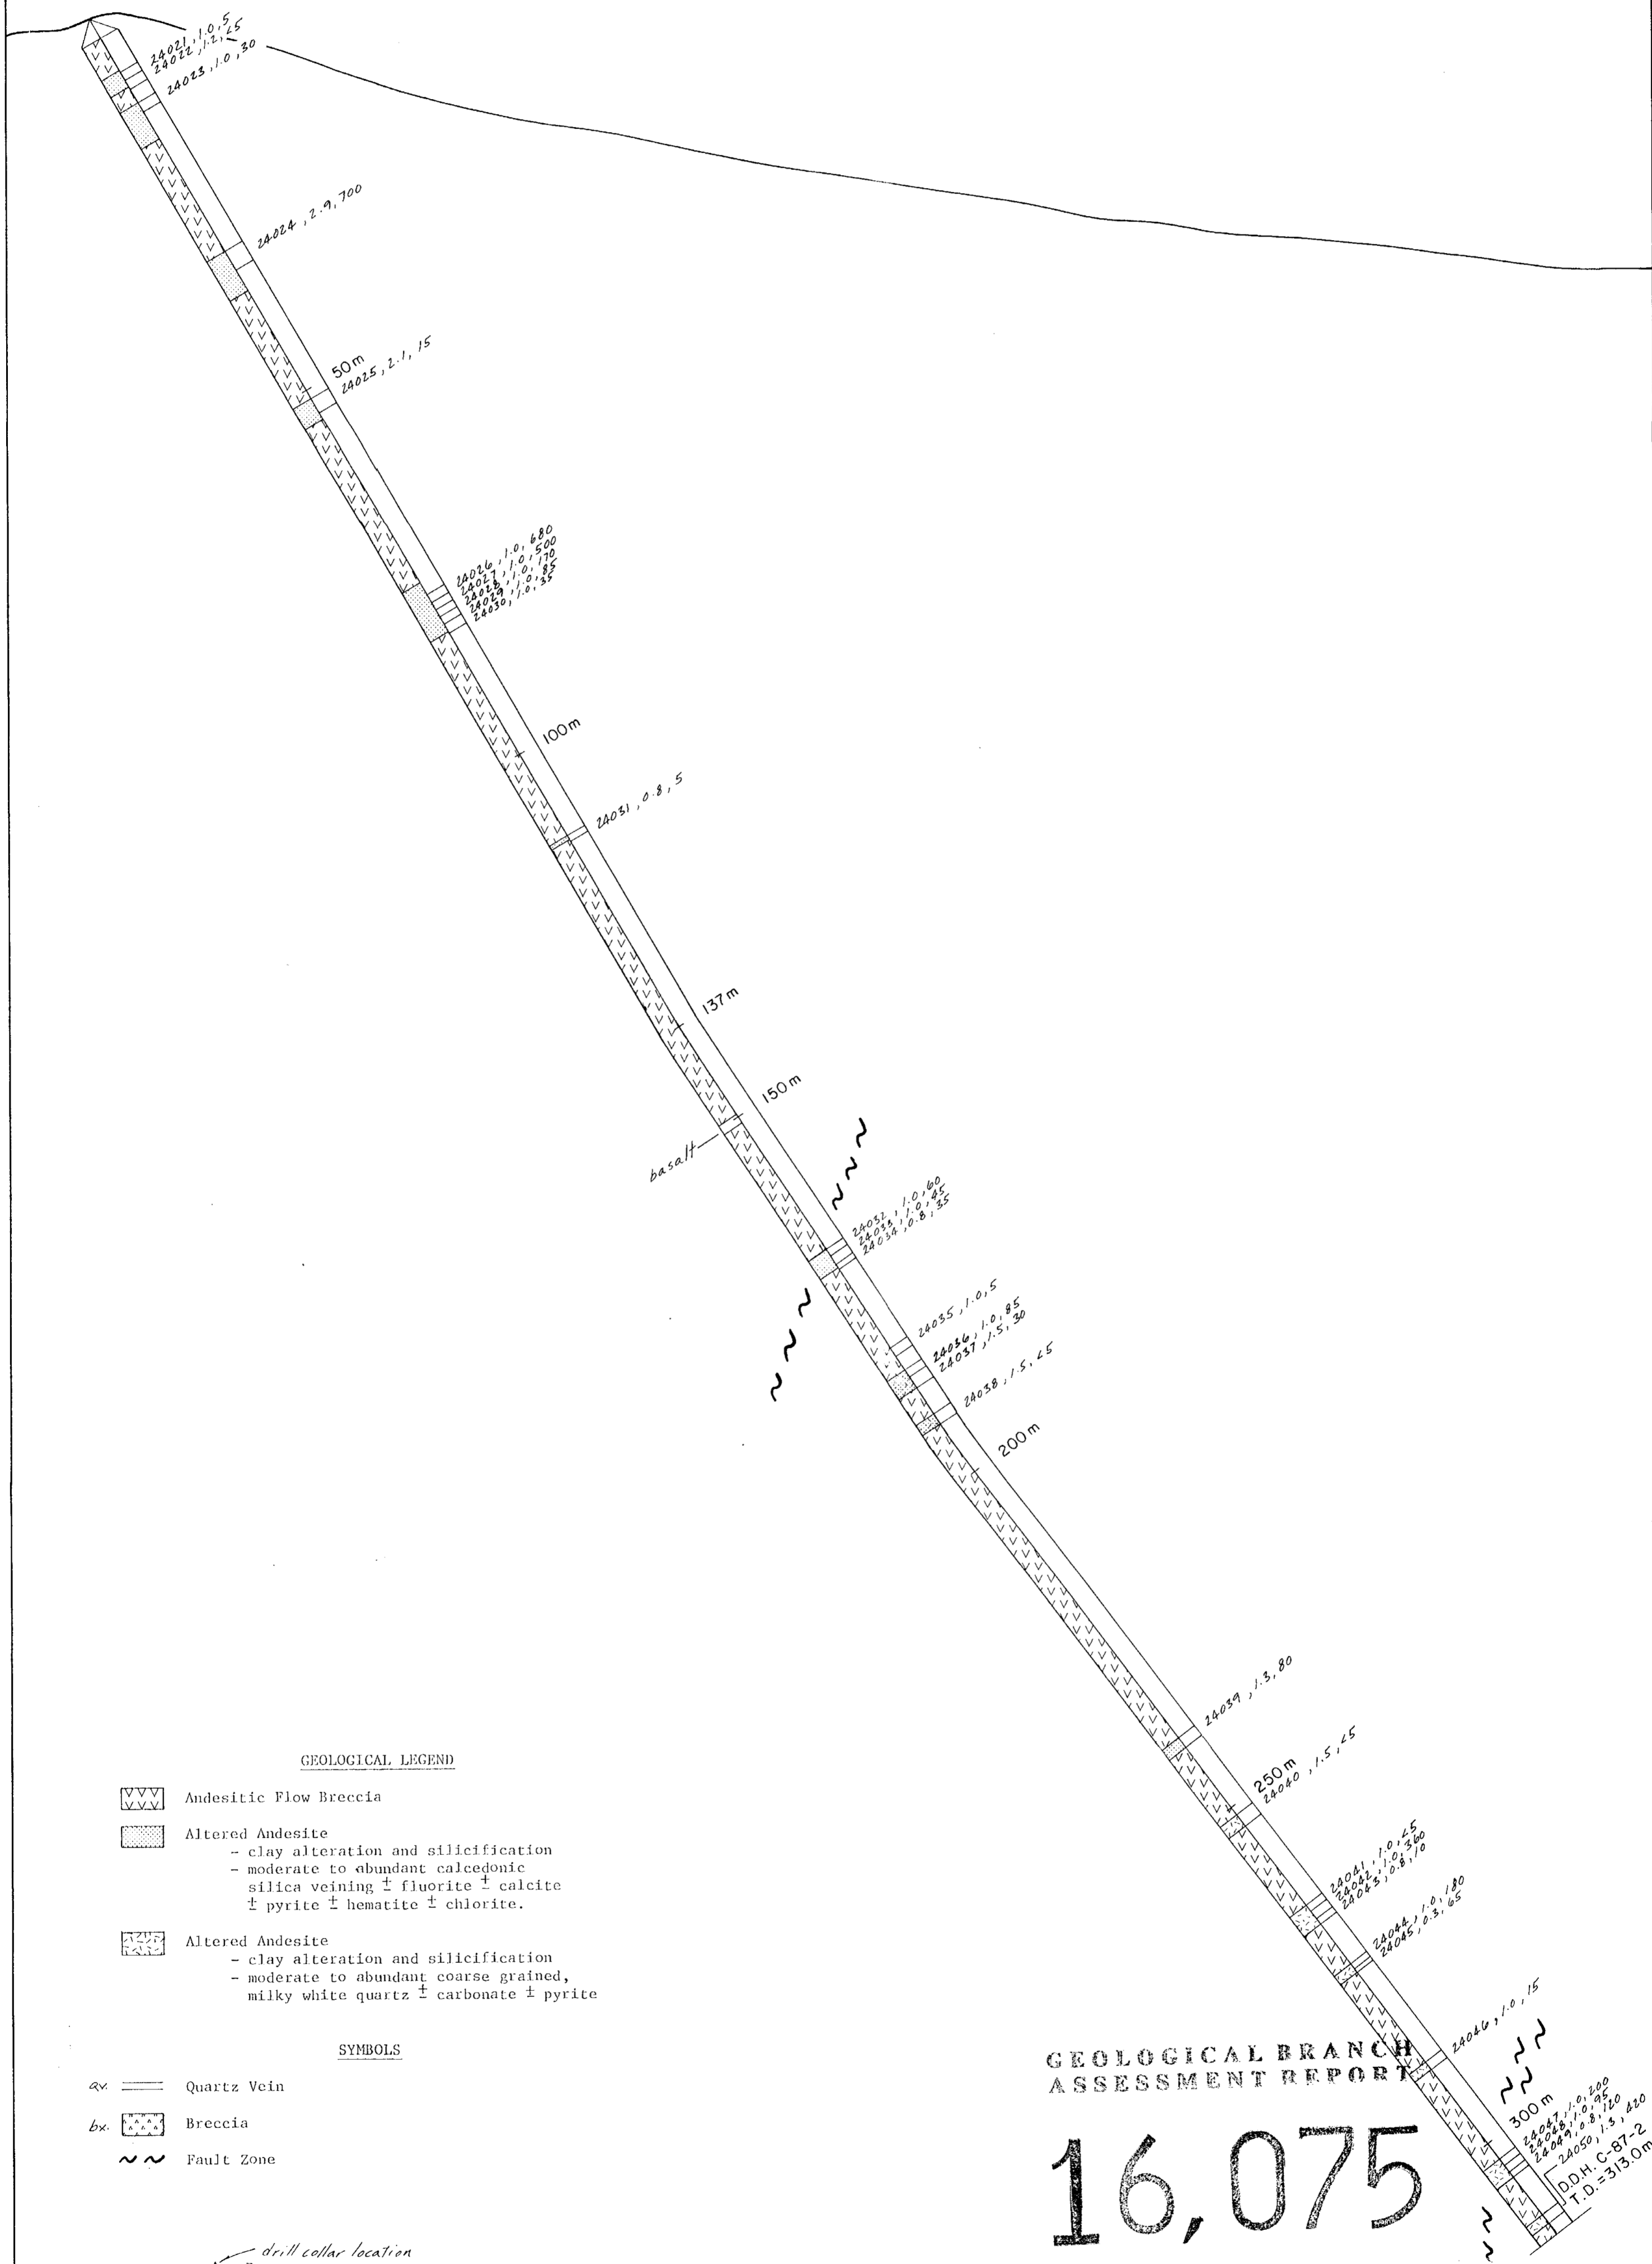 24021, 1.0, 5
24022, 1.2, <5
24023, 1.0, 30
24024, 2.9, 700
50m
24025, 2.1, 15
24026, 1.0, 680
24027, 1.0, 500
24028, 1.0, 170
24029, 1.0, 85
24030, 1.0, 35
100m
24031, 0.8, 5
137m
150m
basalt
24032, 1.0, 60
24033, 1.0, 45
24034, 0.8, 35
24035, 1.0, 5
24036, 1.0, 85
24037, 1.5, 30
24038, 1.5, <5
200m
24039, 1.3, 80
250m
24040, 1.5, <5
24041, 1.0, <5
24042, 1.0, 360
24043, 0.8, 10
24044, 1.0, 180
24045, 0.3, 65
24046, 1.0, 15
300m
24047, 1.0, 200
24048, 1.0, 95
24049, 0.8, 120
24050, 1.3, 420
D.D.H. C-87-2
T.D.=313.0m
GEOLOGICAL LEGEND
Andesitic Flow Breccia
Altered Andesite
- clay alteration and silicification
- moderate to abundant calcedonic
silica veining ± fluorite ± calcite
± pyrite ± hematite ± chlorite.
Altered Andesite
- clay alteration and silicification
- moderate to abundant coarse grained,
milky white quartz ± carbonate ± pyrite
SYMBOLS
qv. Quartz Vein
bx. Breccia
Fault Zone
drill collar location
GEOLOGICAL BRANCH
ASSESSMENT REPORT
16,075